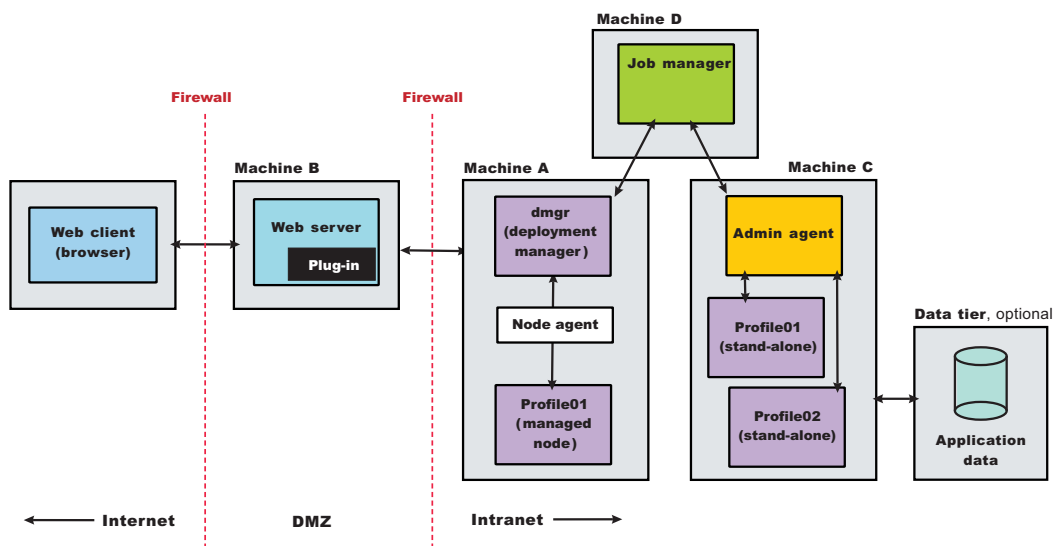 Machine D
Job manager
Firewall
Firewall
Machine B
Machine A
Machine C
Web client
(browser)
Web server
Plug-in
dmgr
(deployment
manager)
Admin agent
Node agent
Profile01
(stand-alone)
Data tier, optional
Profile01
(managed
node)
Profile02
(stand-alone)
Application
data
Internet
DMZ
Intranet